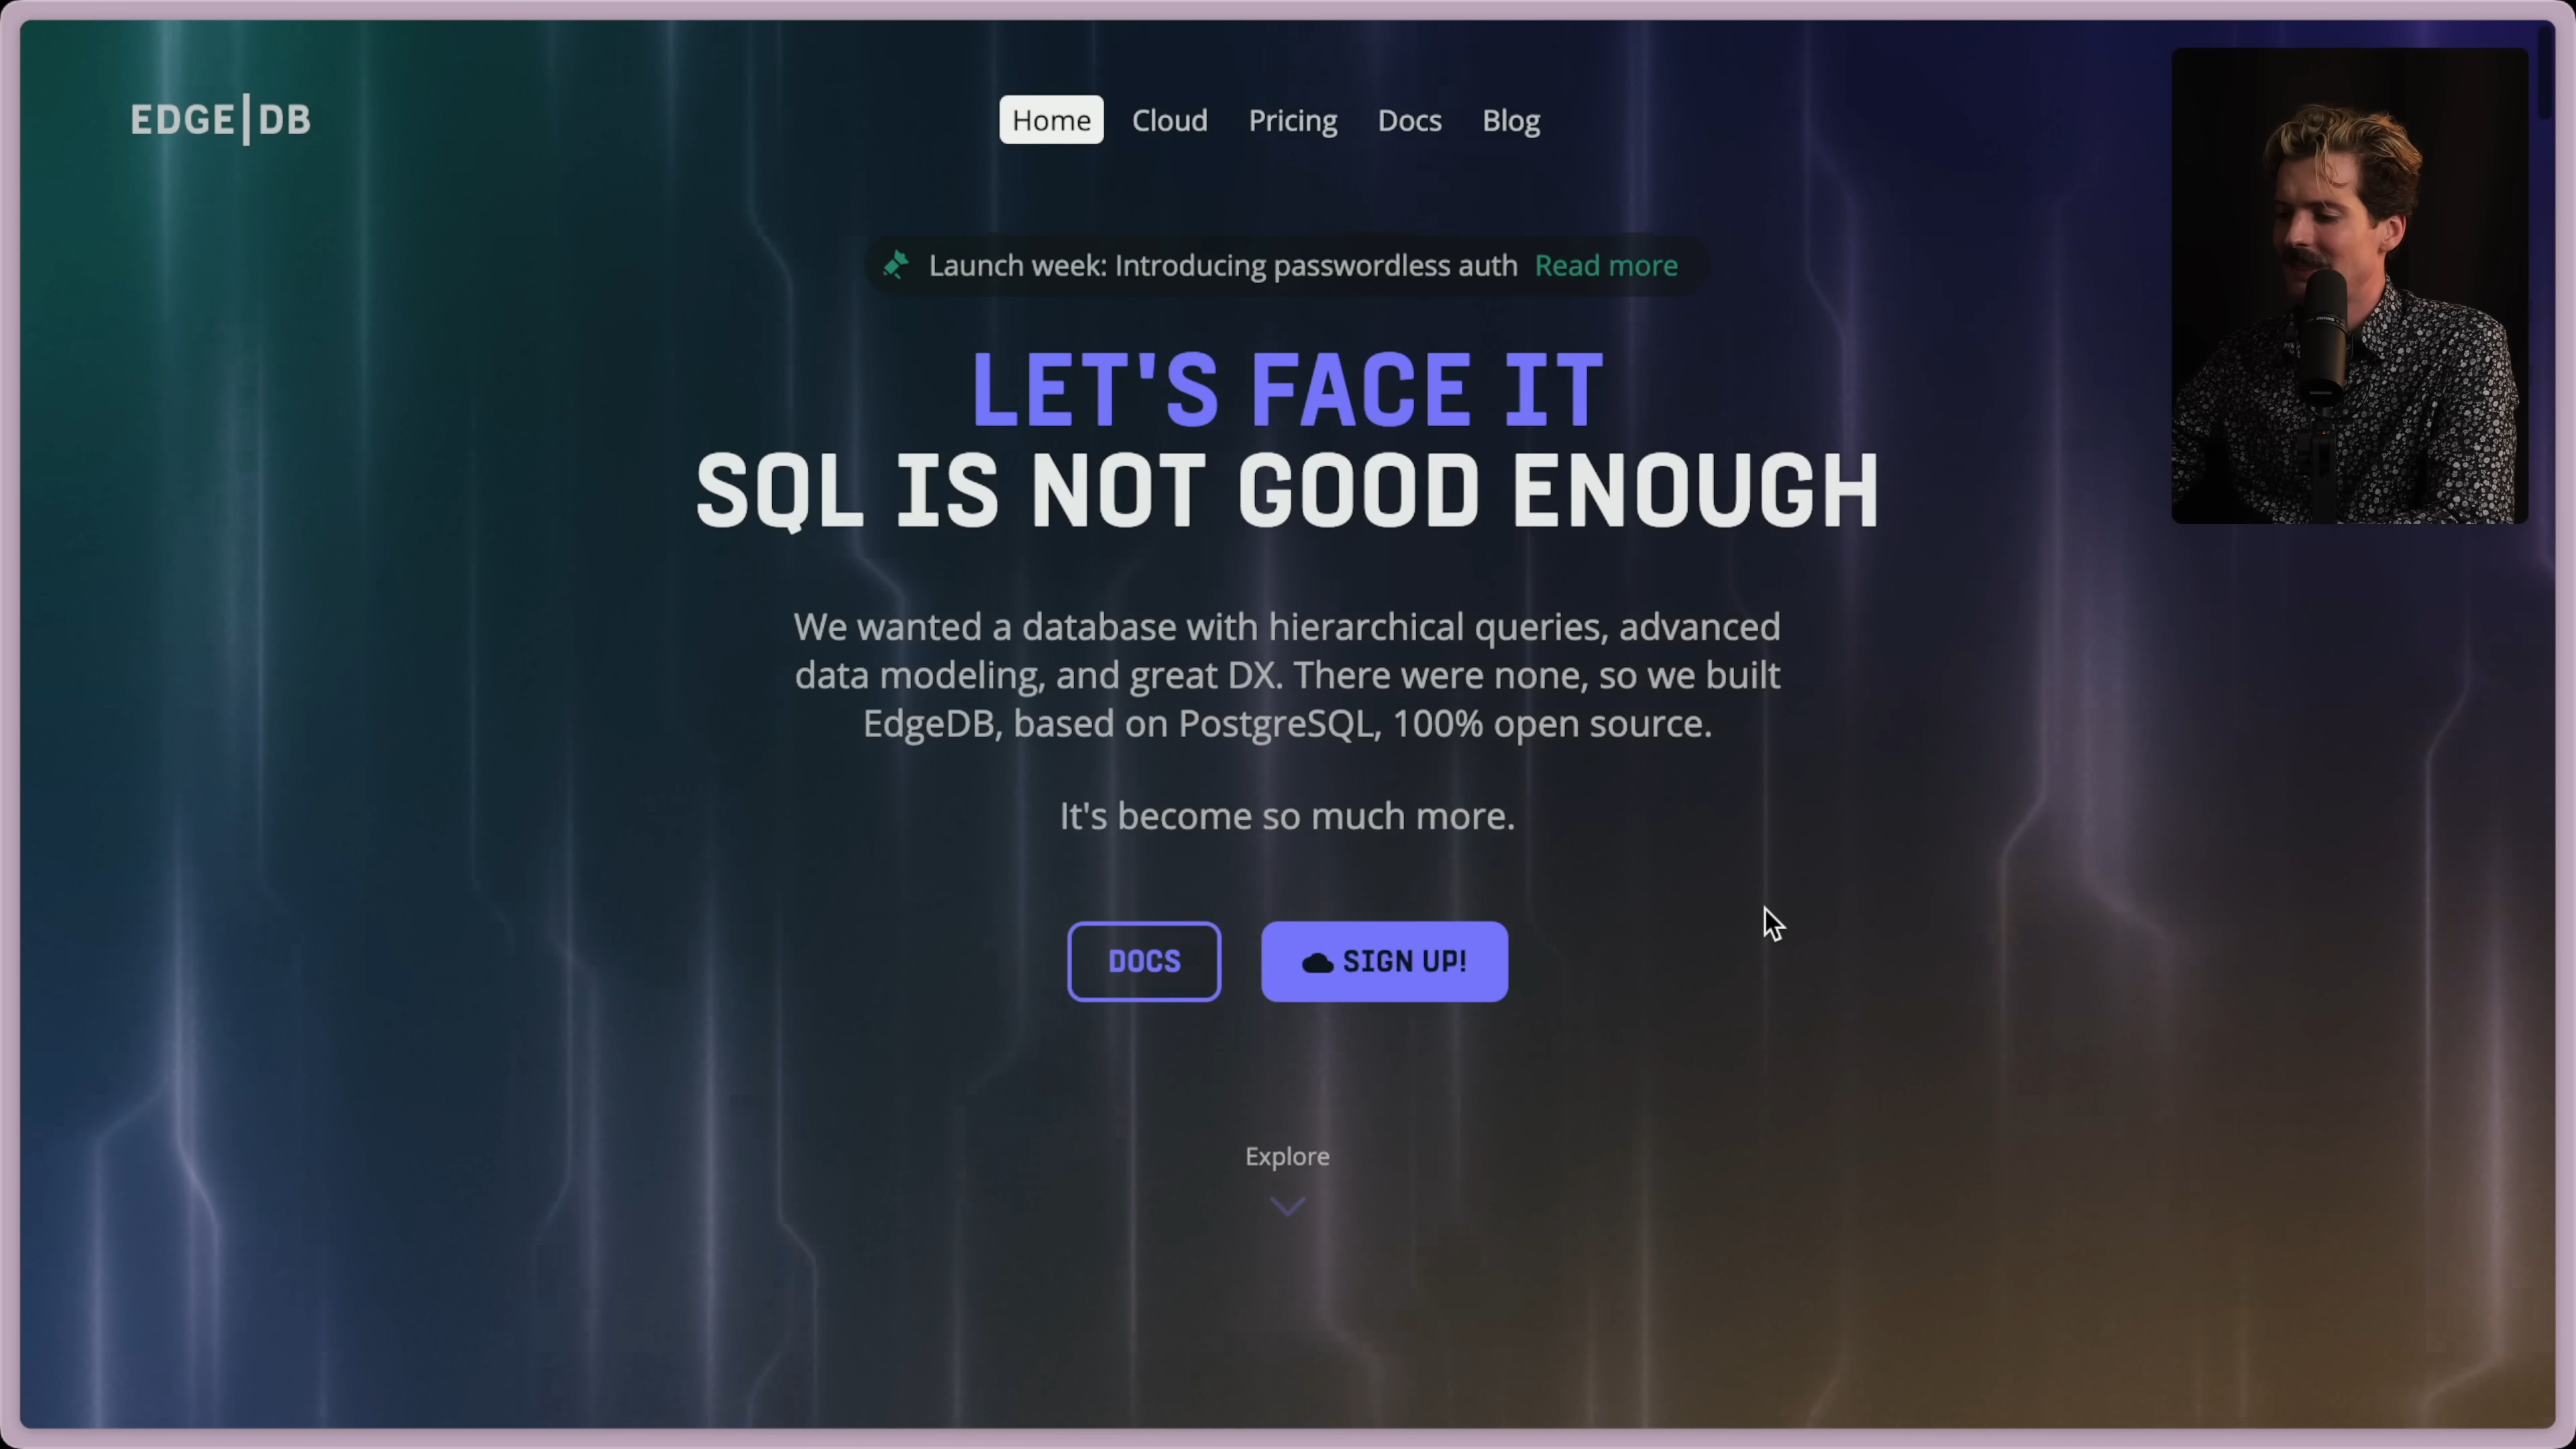 EDGE|DB
Home Cloud Pricing Docs Blog
Launch week: Introducing passwordless auth Read more
LET'S FACE IT
SQL IS NOT GOOD ENOUGH
We wanted a database with hierarchical queries, advanced
data modeling, and great DX. There were none, so we built
EdgeDB, based on PostgreSQL, 100% open source.
It's become so much more.
DOCS SIGN UP!
Explore